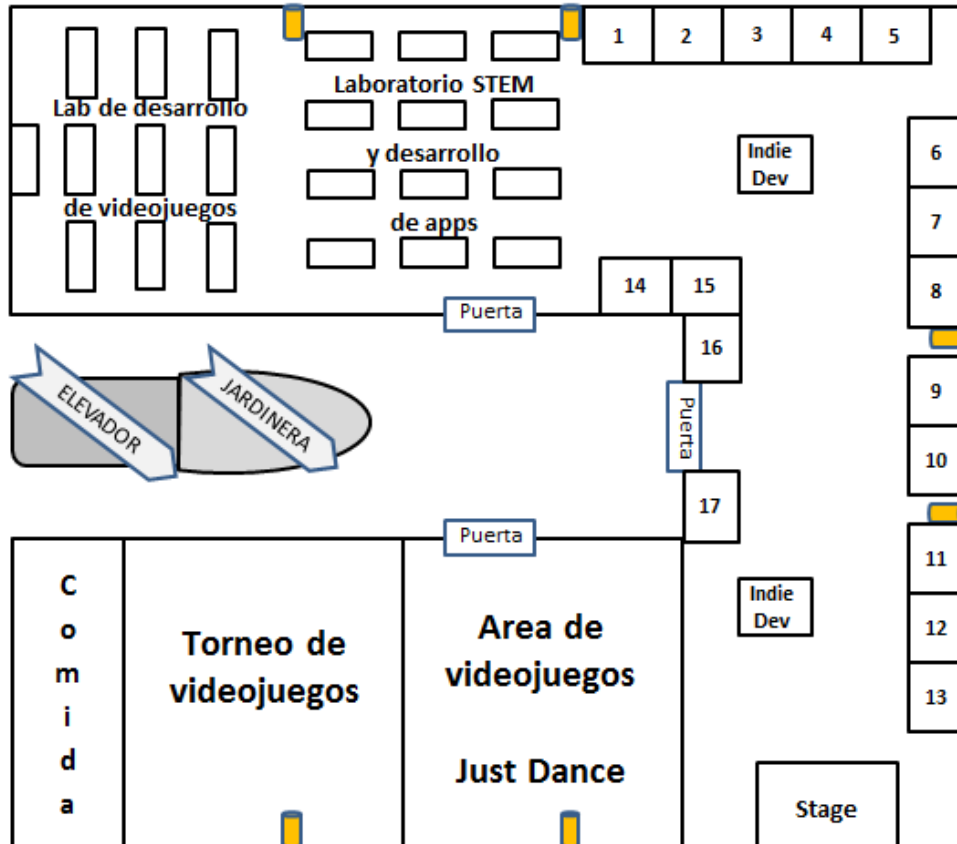 1 2 3 4 5
Lab de desarrollo
de videojuegos
Laboratorio STEM
y desarrollo
de apps
Indie
Dev
6
7
8
14 15
16
Puerta
Puerta
9
10
ELEVADOR
JARDINERA
17
Puerta
11
12
13
Indie
Dev
C
o
m
i
d
a
Torneo de
videojuegos
Area de
videojuegos
Just Dance
Stage